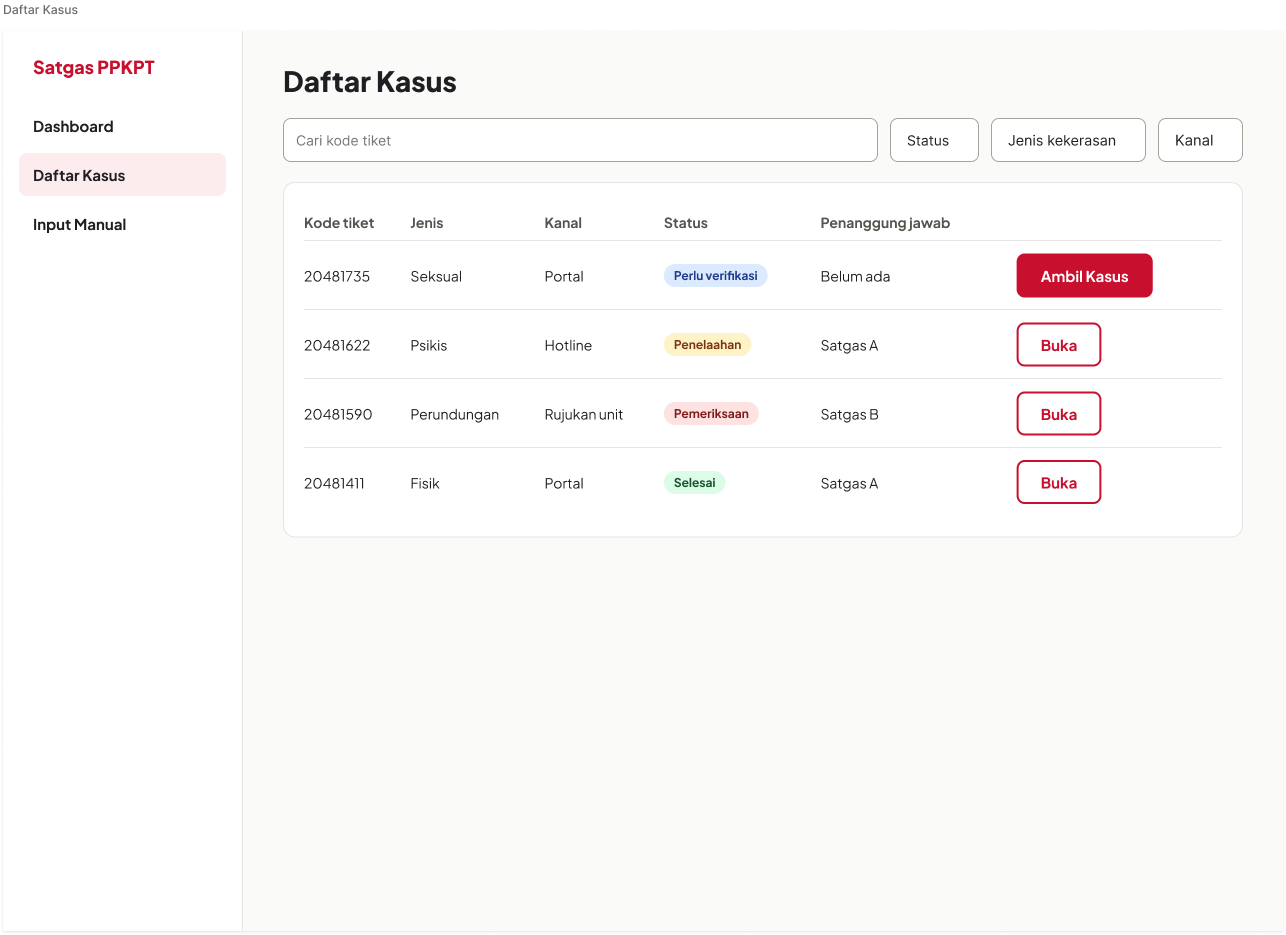 Daftar Kasus
Satgas PPKPT
Dashboard
Daftar Kasus
Input Manual
Daftar Kasus
Cari kode tiket
Status
Jenis kekerasan
Kanal
Kode tiket Jenis Kanal Status Penanggung jawab
20481735 Seksual Portal Perlu verifikasi Belum ada Ambil Kasus
20481622 Psikis Hotline Penelaahan Satgas A Buka
20481590 Perundungan Rujukan unit Pemeriksaan Satgas B Buka
20481411 Fisik Portal Selesai Satgas A Buka